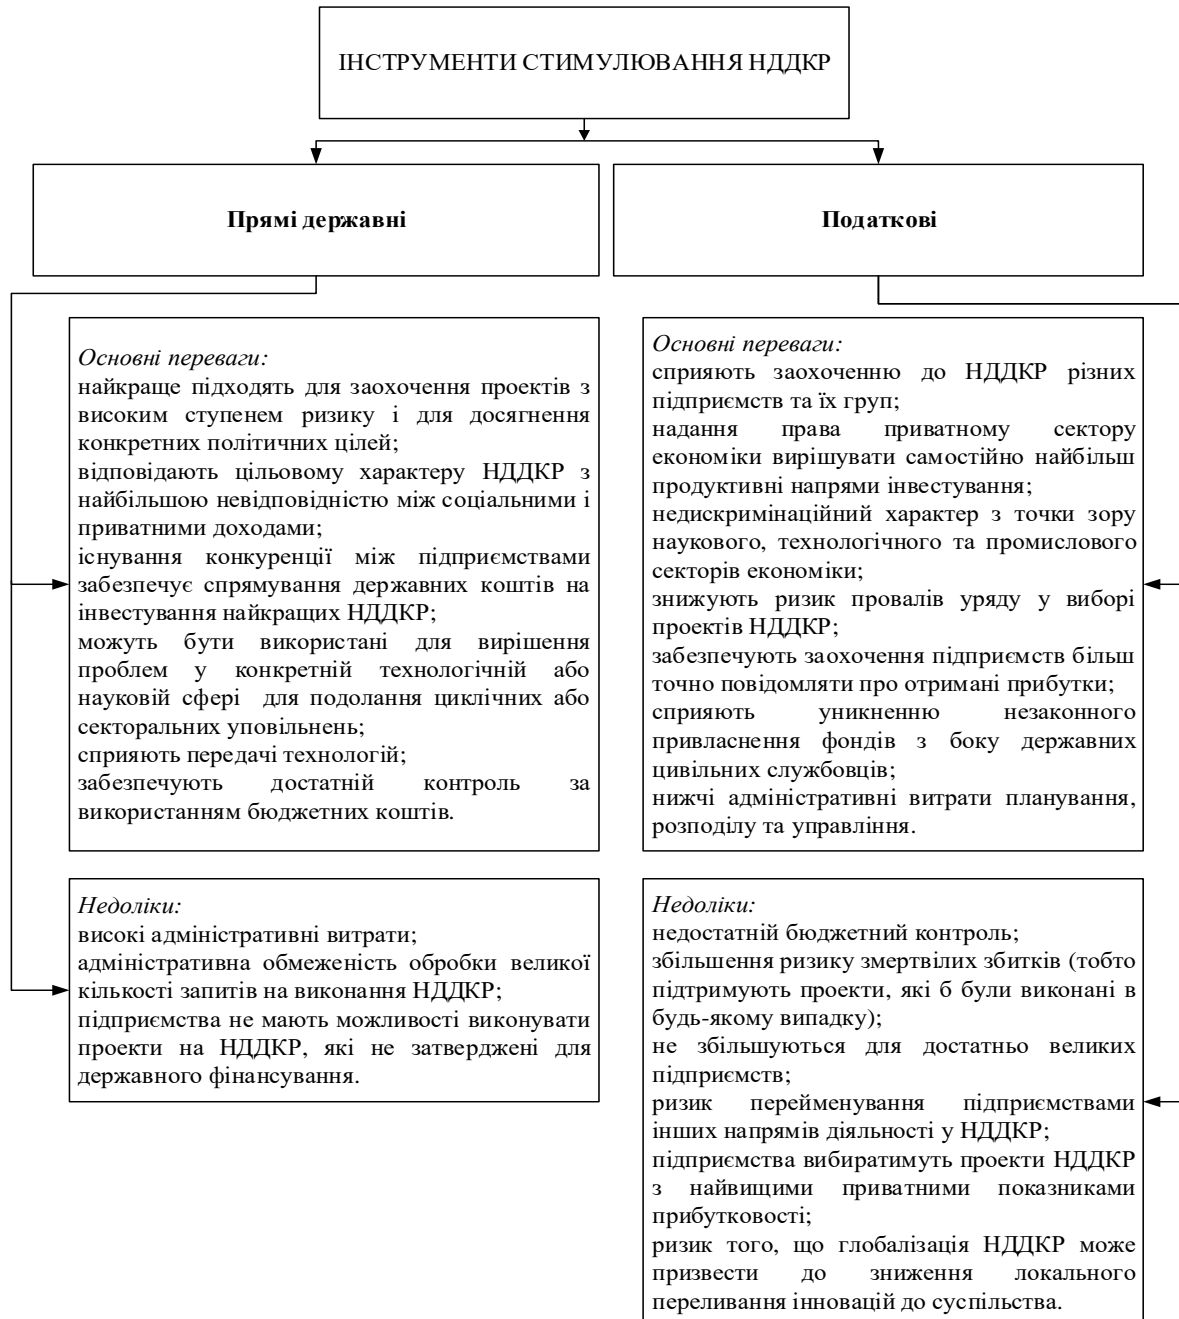 ІНСТРУМЕНТИ СТИМУЛЮВАННЯ НДДКР
Прямі державні
Податкові
Основні переваги:
найкраще підходять для заохочення проектів з
високим ступенем ризику і для досягнення
конкретних політичних цілей;
відповідають цільовому характеру НДДКР з
найбільшою невідповідністю між соціальними і
приватними доходами;
існування конкуренції між підприємствами
забезпечує спрямування державних коштів на
інвестування найкращих НДДКР;
можуть бути використані для вирішення
проблем у конкретній технологічній або
науковій сфері для подолання циклічних або
секторальних уповільнень;
сприяють передачі технологій;
забезпечують достатній контроль за
використанням бюджетних коштів.
Основні переваги:
сприяють заохоченню до НДДКР різних
підприємств та їх груп;
надання права приватному сектору
економіки вирішувати самостійно найбільш
продуктивні напрями інвестування;
недискримінаційний характер з точки зору
наукового, технологічного та промислового
секторів економіки;
знижують ризик провалів уряду у виборі
проектів НДДКР;
забезпечують заохочення підприємств більш
точно повідомляти про отримані прибутки;
сприяють уникненню незаконного
привласнення фондів з боку державних
цивільних службовців;
нижчі адміністративні витрати планування,
розподілу та управління.
Недоліки:
високі адміністративні витрати;
адміністративна обмеженість обробки великої
кількості запитів на виконання НДДКР;
підприємства не мають можливості виконувати
проекти на НДДКР, які не затверджені для
державного фінансування.
Недоліки:
недостатній бюджетний контроль;
збільшення ризику змертвілих збитків (тобто
підтримують проекти, які б були виконані в
будь-якому випадку);
не збільшуються для достатньо великих
підприємств;
ризик перейменування підприємствами
інших напрямів діяльності у НДДКР;
підприємства вибиратимуть проекти НДДКР
з найвищими приватними показниками
прибутковості;
ризик того, що глобалізація НДДКР може
призвести до зниження локального
переливання інновацій до суспільства.